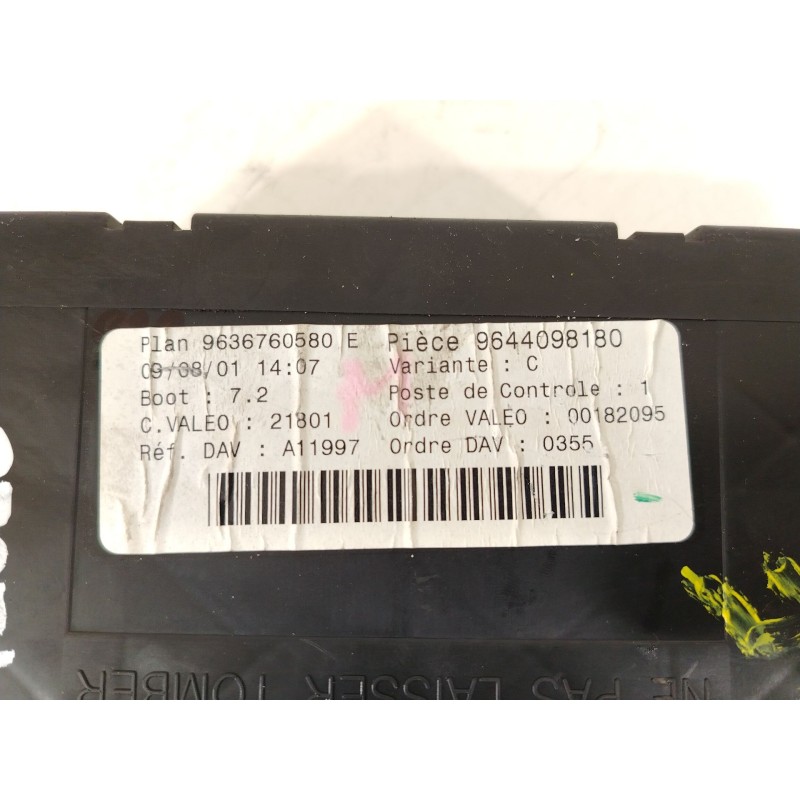 Plan 9636760580 E Pièce 9644098180
09/08/01 14:07 Variante : C
Boot : 7.2 Poste de Controle : 1
C.VALEO : 21801 Ordre VALEO : 00182095
Réf. DAV : A11997 Ordre DAV : 0355
NE PAS LAISSER TOMBER